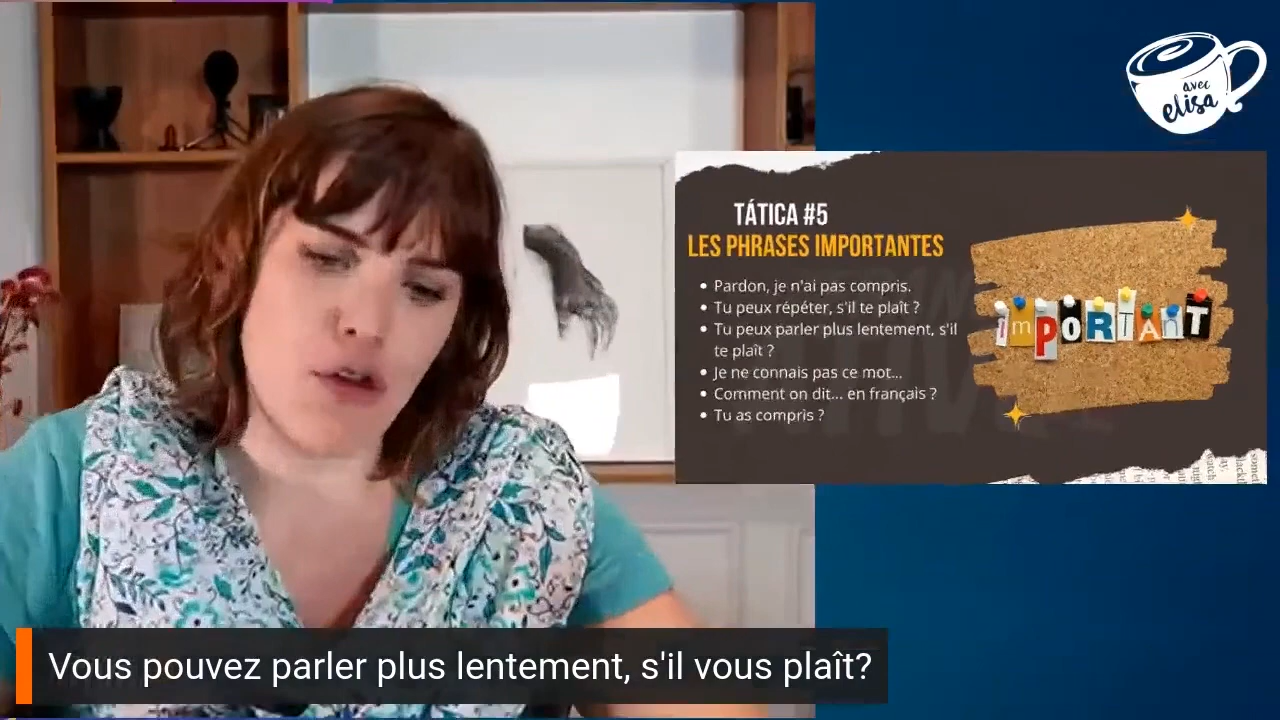 avec
elisa
TÁTICA #5
LES PHRASES IMPORTANTES
Pardon, je n'ai pas compris.
Tu peux répéter, s'il te plaît ?
Tu peux parler plus lentement, s'il
te plaît ?
Je ne connais pas ce mot...
Comment on dit... en français ?
Tu as compris ?
imPORTANT
Vous pouvez parler plus lentement, s'il vous plaît?